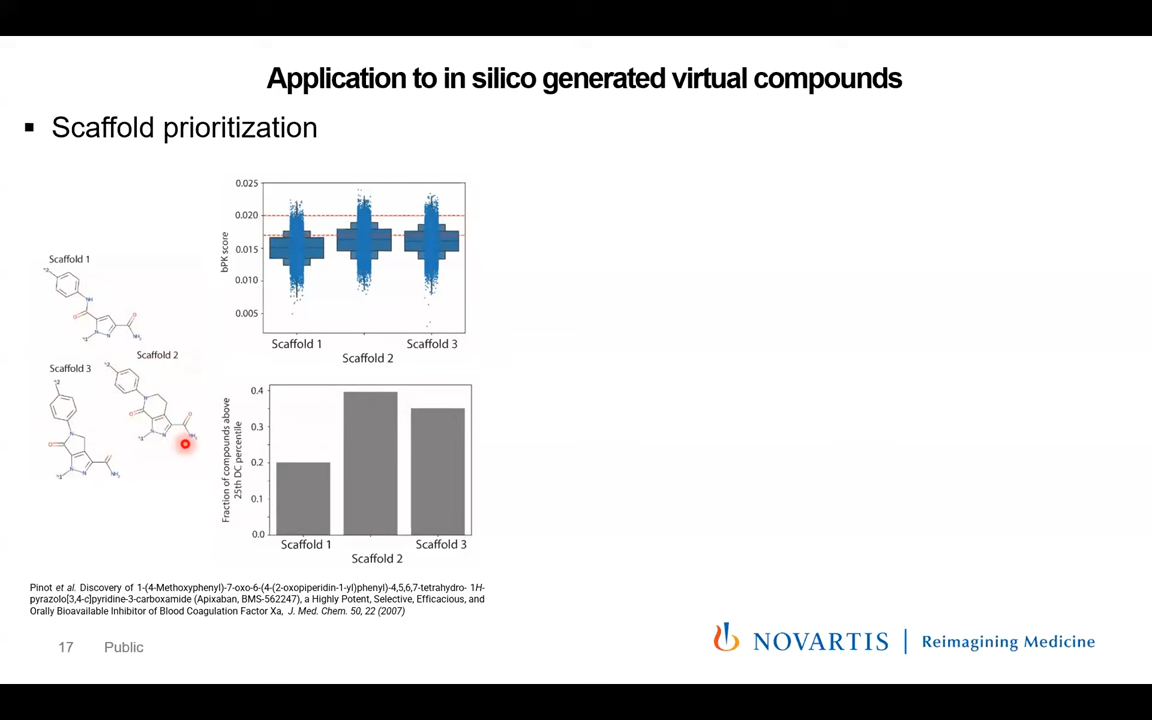 Application to in silico generated virtual compounds
▪ Scaffold prioritization
Scaffold 1
Scaffold 2
Scaffold 3
bPK score
0.025
0.020
0.015
0.010
0.005
Scaffold 1
Scaffold 2
Scaffold 3
Fraction of compounds above
25th DC percentile
0.4
0.3
0.2
0.1
0.0
Scaffold 1
Scaffold 2
Scaffold 3
Pinot et al. Discovery of 1-(4-Methoxyphenyl)-7-oxo-6-(4-(2-oxopiperidin-1-yl)phenyl)-4,5,6,7-tetrahydro- 1H-
pyrazolo[3,4-c]pyridine-3-carboxamide (Apixaban, BMS-562247), a Highly Potent, Selective, Efficacious, and
Orally Bioavailable Inhibitor of Blood Coagulation Factor Xa, J. Med. Chem. 50, 22 (2007)
17 Public
NOVARTIS | Reimagining Medicine